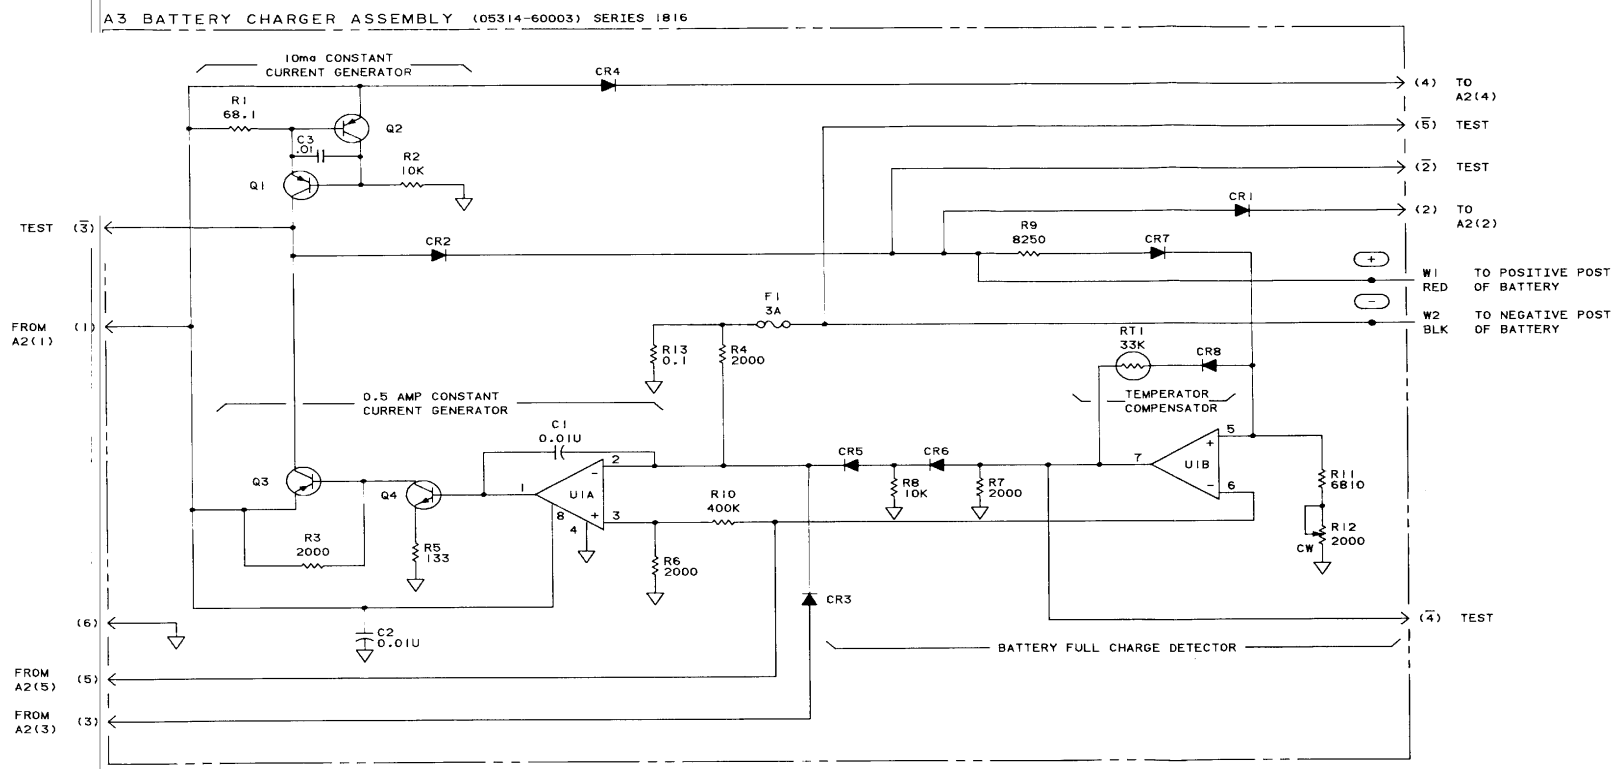 A3 BATTERY CHARGER ASSEMBLY (05314-60003) SERIES 1816
10ma CONSTANT
CURRENT GENERATOR
CR4
(4) TO
A2(4)
R1
68.1
Q2
(5̅) TEST
C3
.01
R2
10K
(2̅) TEST
Q1
CR1
(2) TO
A2(2)
TEST (3̅)
CR2
R9
8250
CR7
+
W1 TO POSITIVE POST
RED OF BATTERY
−
W2 TO NEGATIVE POST
BLK OF BATTERY
FROM (1)
A2(1)
F1
3A
R13
0.1
R4
2000
RT1
33K
CR8
0.5 AMP CONSTANT
CURRENT GENERATOR
TEMPERATOR
COMPENSATOR
C1
0.01U
Q3
Q4
1
2
−
U1A
+
3
8
4
CR5
CR6
R8
10K
R7
2000
7
U1B
+
5
−
6
R11
6810
R10
400K
R12
2000
CW
R3
2000
R5
133
R6
2000
CR3
(4̅) TEST
(6)
C2
0.01U
BATTERY FULL CHARGE DETECTOR
FROM
A2(5) (5)
FROM
A2(3) (3)